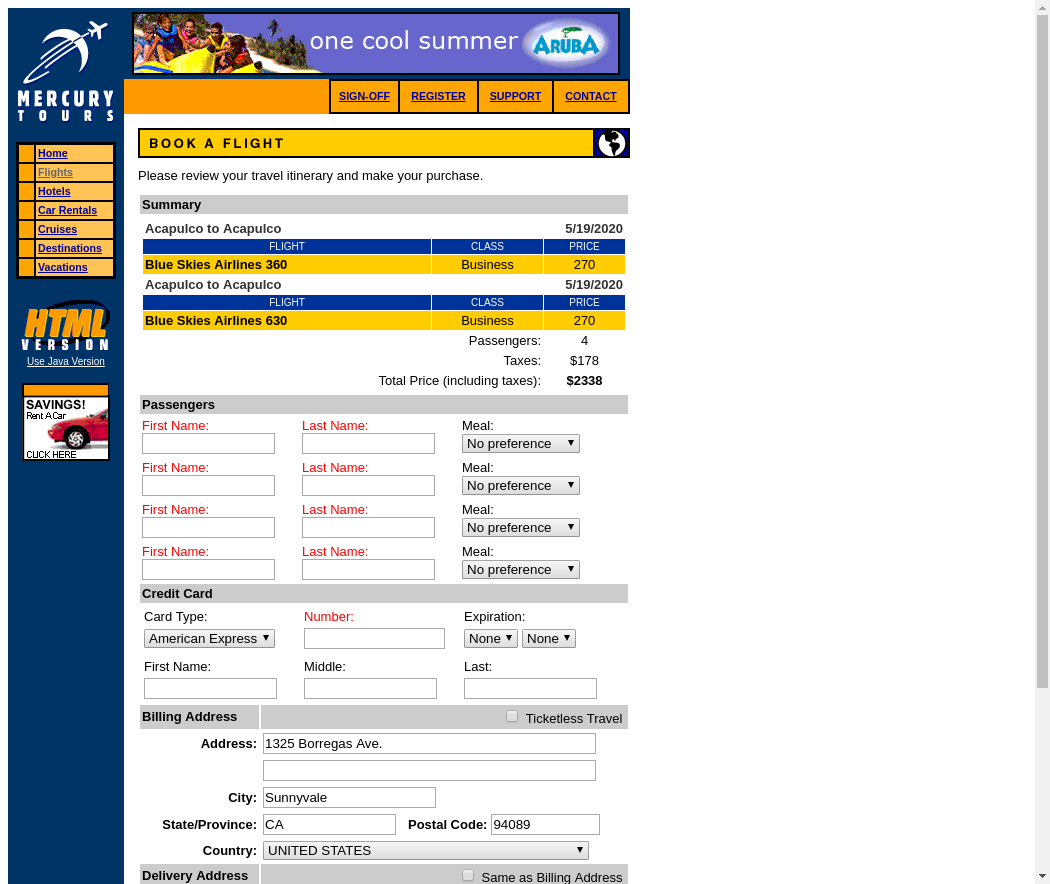 one cool summer ARUBA
MERCURY
TOURS
SIGN-OFF REGISTER SUPPORT CONTACT
Home
Flights
Hotels
Car Rentals
Cruises
Destinations
Vacations
HTML
VERSION
Use Java Version
SAVINGS!
Rent A Car
CLICK HERE
BOOK A FLIGHT
Please review your travel itinerary and make your purchase.
Summary
Acapulco to Acapulco 5/19/2020
FLIGHT CLASS PRICE
Blue Skies Airlines 360 Business 270
Acapulco to Acapulco 5/19/2020
FLIGHT CLASS PRICE
Blue Skies Airlines 630 Business 270
Passengers: 4
Taxes: $178
Total Price (including taxes): $2338
Passengers
First Name: Last Name: Meal:
No preference
First Name: Last Name: Meal:
No preference
First Name: Last Name: Meal:
No preference
First Name: Last Name: Meal:
No preference
Credit Card
Card Type: Number: Expiration:
American Express None None
First Name: Middle: Last:
Billing Address Ticketless Travel
Address: 1325 Borregas Ave.
City: Sunnyvale
State/Province: CA Postal Code: 94089
Country: UNITED STATES
Delivery Address Same as Billing Address